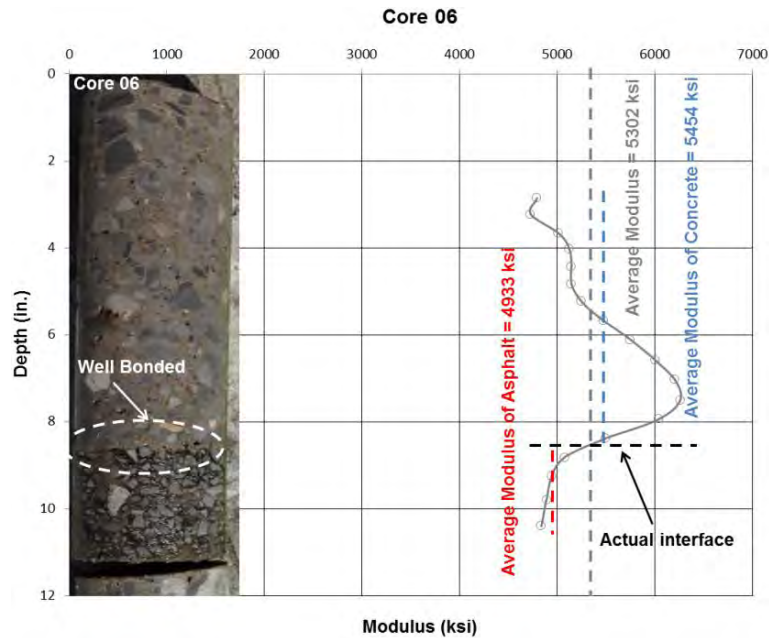 Core 06
0 1000 2000 3000 4000 5000 6000 7000
Core 06
0
2
4
6
8
10
12
Depth (in.)
Well Bonded
Average Modulus of Asphalt = 4933 ksi
Average Modulus = 5302 ksi
Average Modulus of Concrete = 5454 ksi
Actual interface
Modulus (ksi)